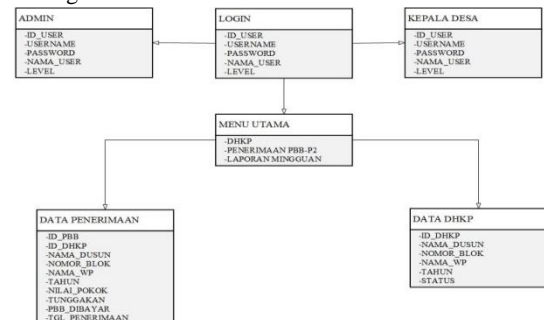 ADMIN
-ID_USER
-USERNAME
-PASSWORD
-NAMA_USER
-LEVEL
LOGIN
-ID_USER
-USERNAME
-PASSWORD
-NAMA_USER
-LEVEL
KEPALA DESA
-ID_USER
-USERNAME
-PASSWORD
-NAMA_USER
-LEVEL
MENU UTAMA
-DHKP
-PENERIMAAN PBB-P2
-LAPORAN MINGGUAN
DATA PENERIMAAN
-ID_PBB
-ID_DHKP
-NAMA_DUSUN
-NOMOR_BLOK
-NAMA_WP
-TAHUN
-NILAI_POKOK
-TUNGGAKAN
-PBB_DIBAYAR
-TGL_PENERIMAAN
DATA DHKP
-ID_DHKP
-NAMA_DUSUN
-NOMOR_BLOK
-NAMA_WP
-TAHUN
-STATUS